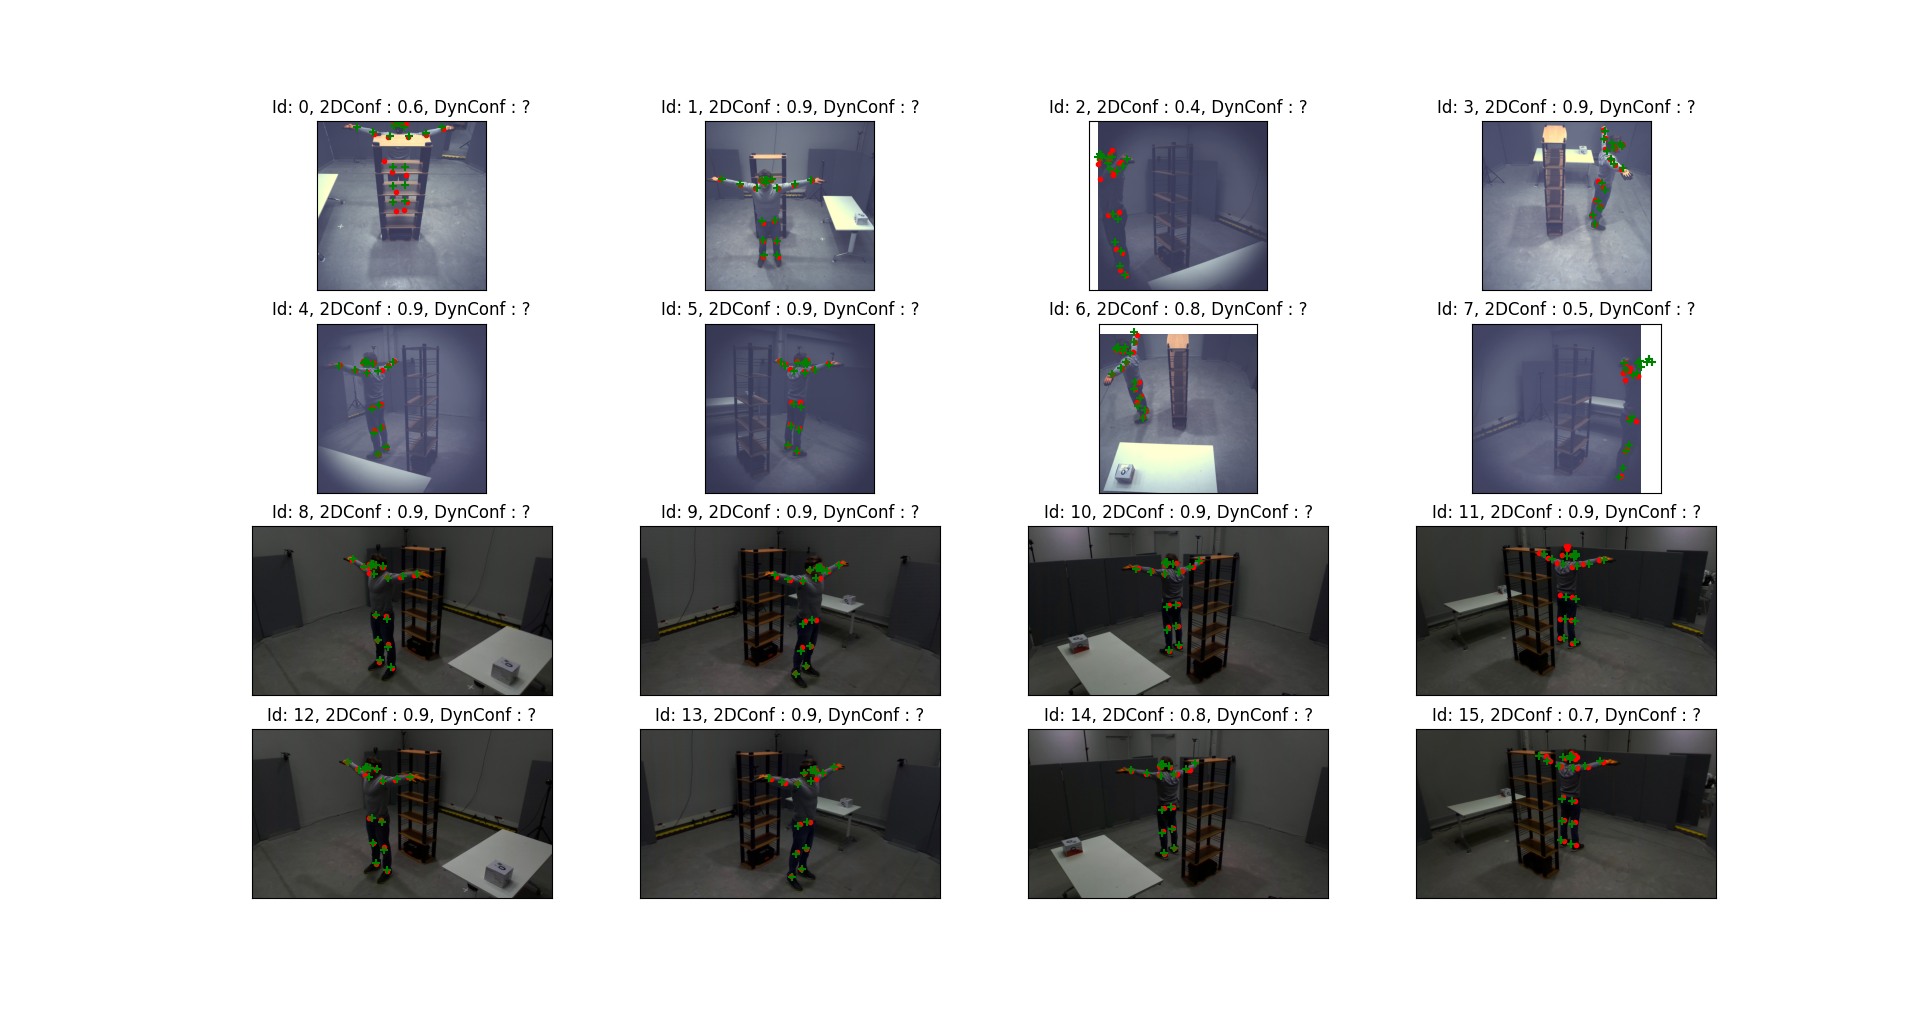 Id: 0, 2DConf : 0.6, DynConf : ?
Id: 1, 2DConf : 0.9, DynConf : ?
Id: 2, 2DConf : 0.4, DynConf : ?
Id: 3, 2DConf : 0.9, DynConf : ?
Id: 4, 2DConf : 0.9, DynConf : ?
Id: 5, 2DConf : 0.9, DynConf : ?
Id: 6, 2DConf : 0.8, DynConf : ?
Id: 7, 2DConf : 0.5, DynConf : ?
Id: 8, 2DConf : 0.9, DynConf : ?
Id: 9, 2DConf : 0.9, DynConf : ?
Id: 10, 2DConf : 0.9, DynConf : ?
Id: 11, 2DConf : 0.9, DynConf : ?
Id: 12, 2DConf : 0.9, DynConf : ?
Id: 13, 2DConf : 0.9, DynConf : ?
Id: 14, 2DConf : 0.8, DynConf : ?
Id: 15, 2DConf : 0.7, DynConf : ?